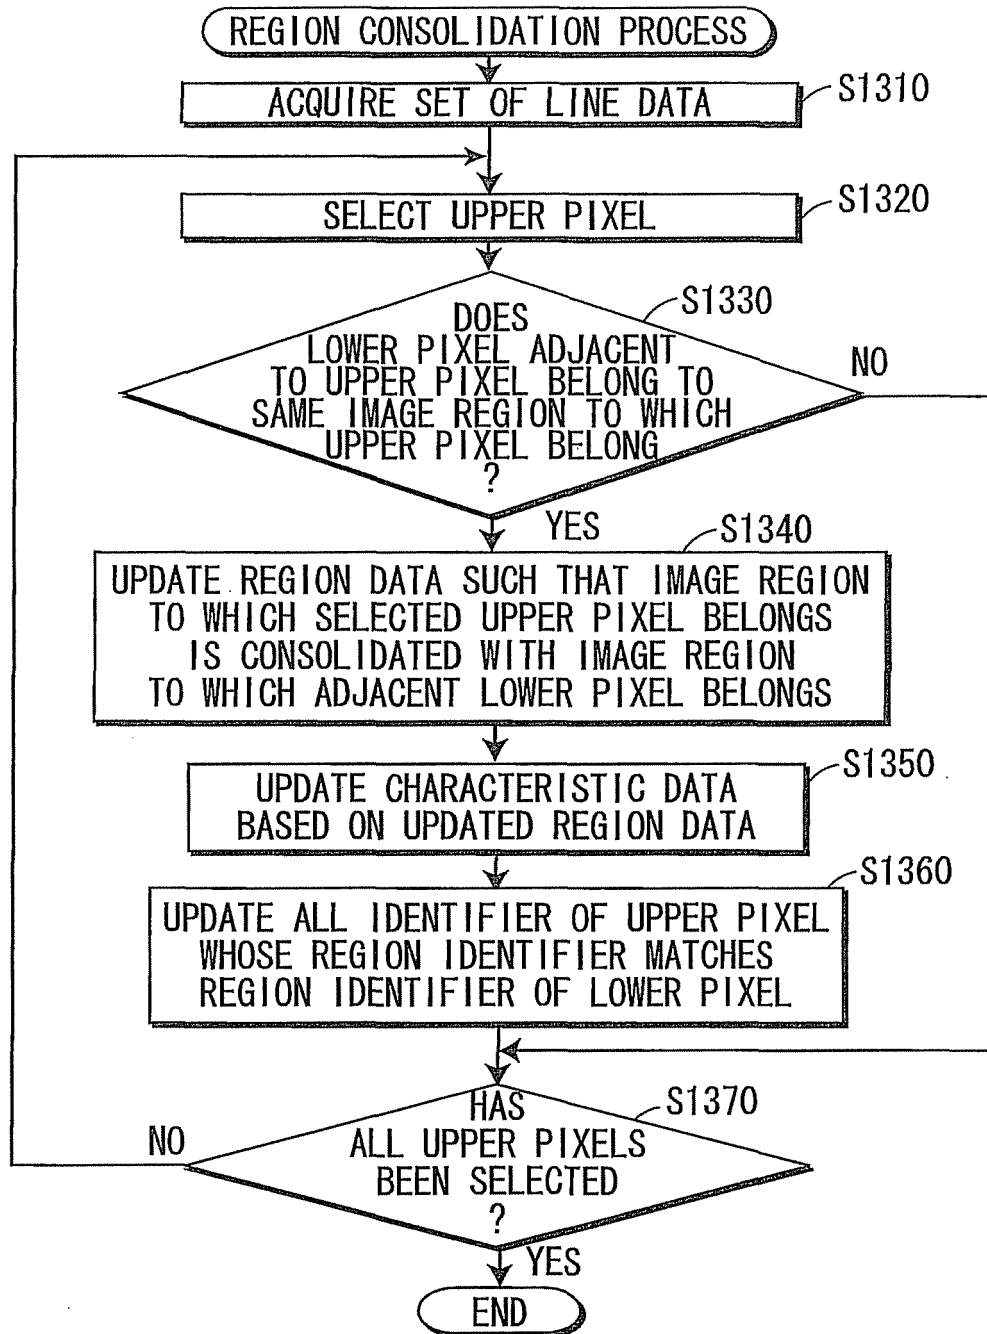 REGION CONSOLIDATION PROCESS
ACQUIRE SET OF LINE DATA
S1310
SELECT UPPER PIXEL
S1320
S1330
DOES
LOWER PIXEL ADJACENT
TO UPPER PIXEL BELONG TO
SAME IMAGE REGION TO WHICH
UPPER PIXEL BELONG
?
NO
YES
S1340
UPDATE REGION DATA SUCH THAT IMAGE REGION
TO WHICH SELECTED UPPER PIXEL BELONGS
IS CONSOLIDATED WITH IMAGE REGION
TO WHICH ADJACENT LOWER PIXEL BELONGS
S1350
UPDATE CHARACTERISTIC DATA
BASED ON UPDATED REGION DATA
S1360
UPDATE ALL IDENTIFIER OF UPPER PIXEL
WHOSE REGION IDENTIFIER MATCHES
REGION IDENTIFIER OF LOWER PIXEL
S1370
HAS
ALL UPPER PIXELS
BEEN SELECTED
?
NO
YES
END